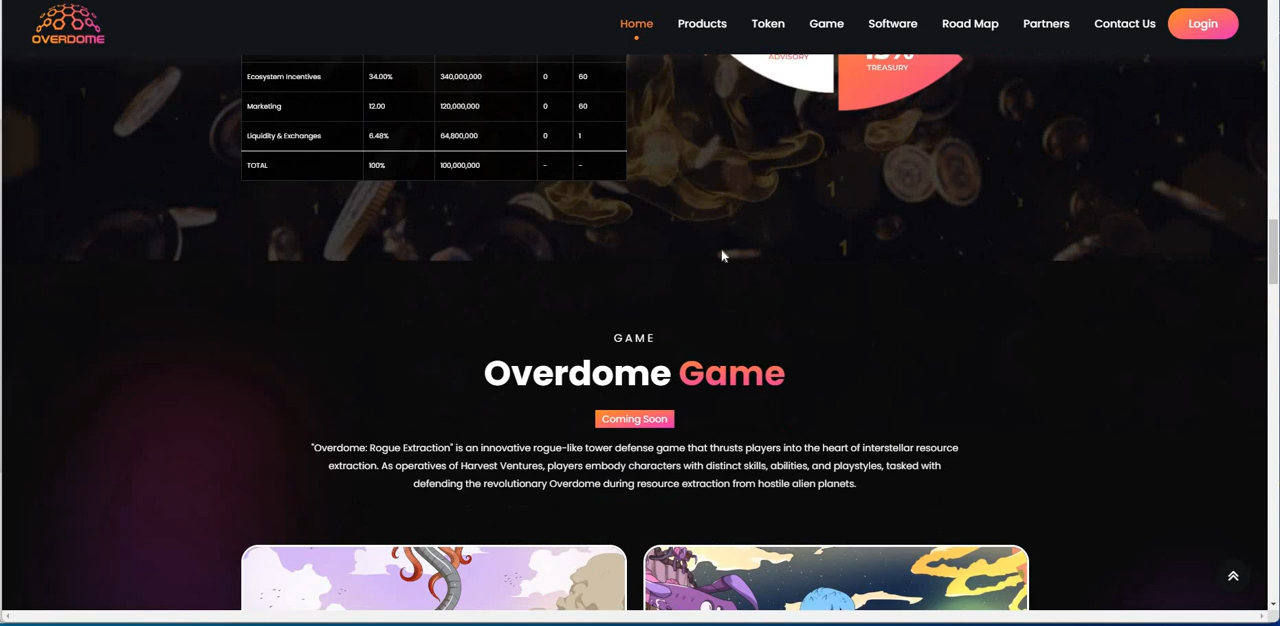 OVERDOME
Home
Products
Token
Game
Software
Road Map
Partners
Contact Us
Login
Ecosystem Incentives 34.00% 340,000,000 0 60
Marketing 12.00 120,000,000 0 60
Liquidity & Exchanges 6.48% 64,800,000 0 1
TOTAL 100% 100,000,000 - -
ADVISORY
TREASURY
GAME
Overdome Game
Coming Soon
"Overdome: Rogue Extraction" is an innovative rogue-like tower defense game that thrusts players into the heart of interstellar resource
extraction. As operatives of Harvest Ventures, players embody characters with distinct skills, abilities, and playstyles, tasked with
defending the revolutionary Overdome during resource extraction from hostile alien planets.